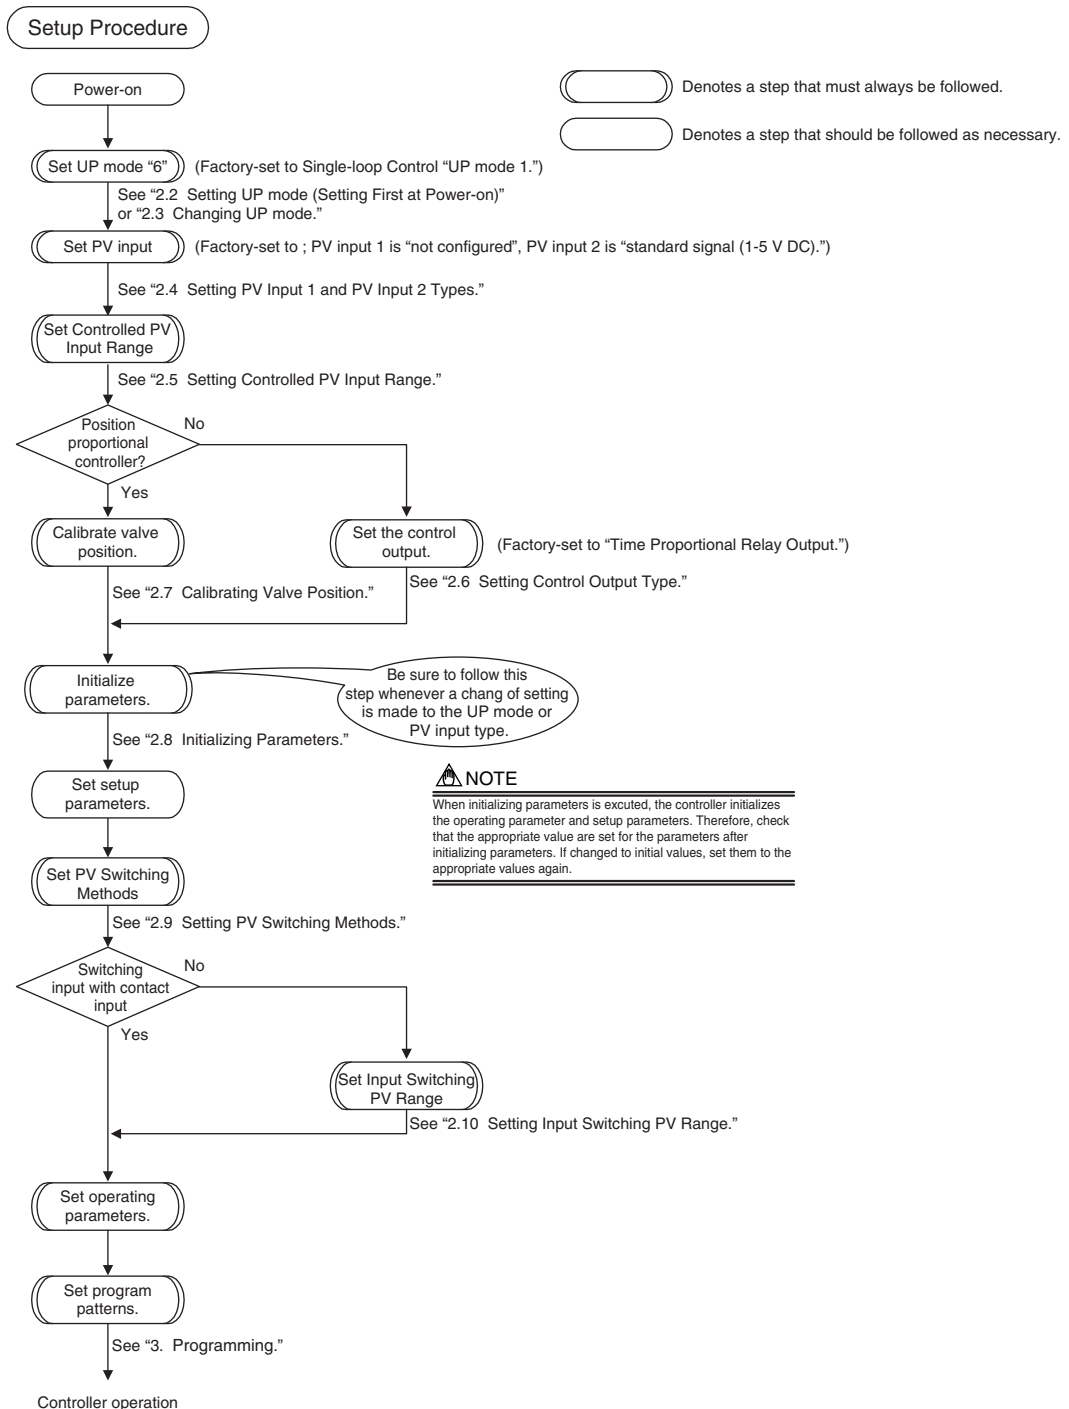 Setup Procedure
Power-on
Denotes a step that must always be followed.
Denotes a step that should be followed as necessary.
Set UP mode “6”
(Factory-set to Single-loop Control “UP mode 1.”)
See “2.2 Setting UP mode (Setting First at Power-on)”
or “2.3 Changing UP mode.”
Set PV input
(Factory-set to ; PV input 1 is “not configured”, PV input 2 is “standard signal (1-5 V DC).”)
See “2.4 Setting PV Input 1 and PV Input 2 Types.”
Set Controlled PV
Input Range
See “2.5 Setting Controlled PV Input Range.”
Position
proportional
controller?
No
Yes
Calibrate valve
position.
Set the control
output.
(Factory-set to “Time Proportional Relay Output.”)
See “2.7 Calibrating Valve Position.”
See “2.6 Setting Control Output Type.”
Initialize
parameters.
Be sure to follow this
step whenever a chang of setting
is made to the UP mode or
PV input type.
See “2.8 Initializing Parameters.”
Set setup
parameters.
NOTE
When initializing parameters is excuted, the controller initializes
the operating parameter and setup parameters. Therefore, check
that the appropriate value are set for the parameters after
initializing parameters. If changed to initial values, set them to the
appropriate values again.
Set PV Switching
Methods
See “2.9 Setting PV Switching Methods.”
Switching
input with contact
input
No
Yes
Set Input Switching
PV Range
See “2.10 Setting Input Switching PV Range.”
Set operating
parameters.
Set program
patterns.
See “3. Programming.”
Controller operation